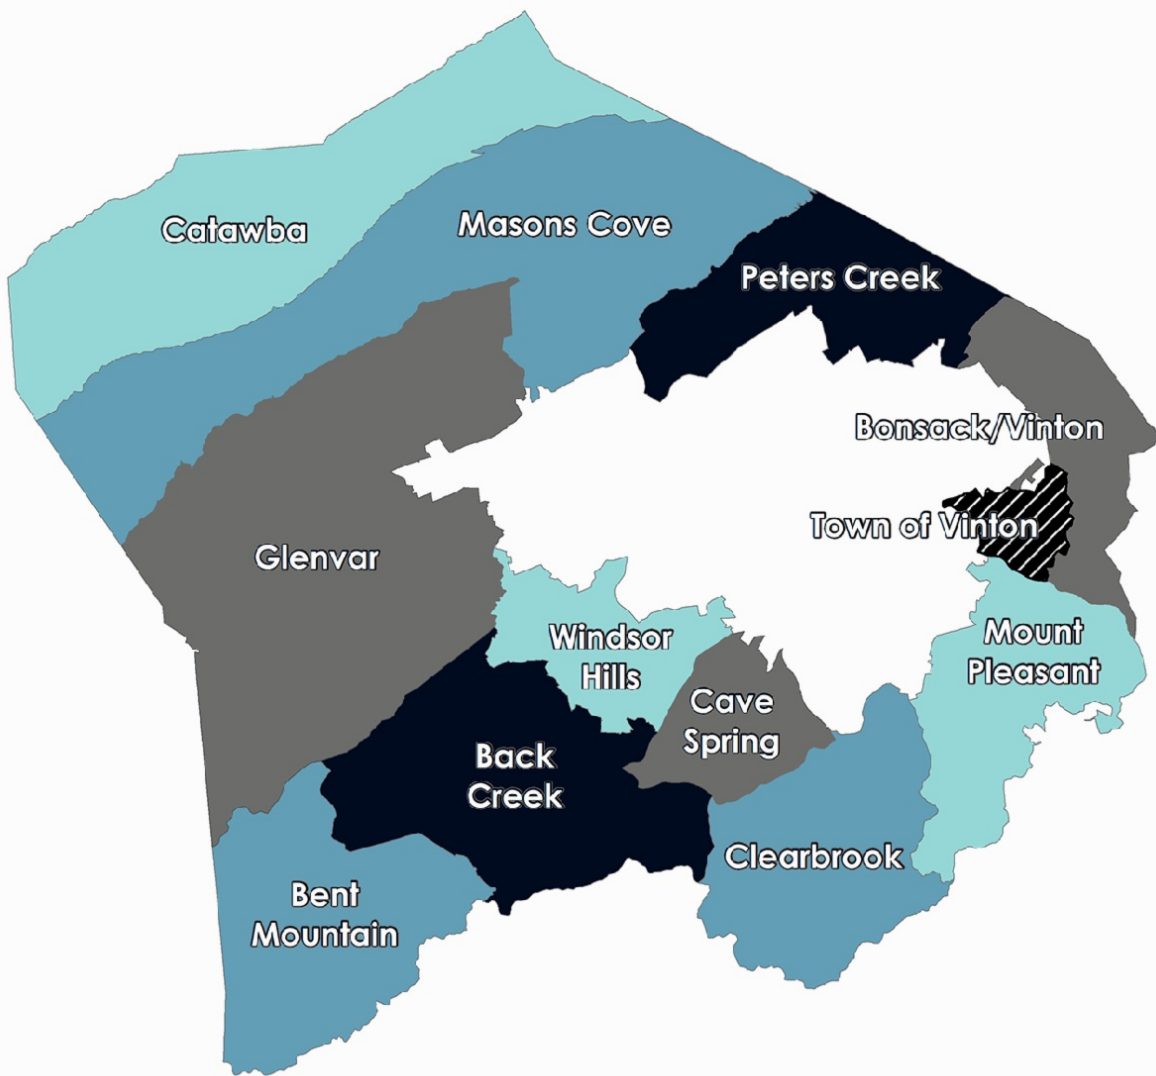 Catawba
Masons Cove
Peters Creek
Bonsack/Vinton
Town of Vinton
Glenvar
Windsor
Hills
Mount
Pleasant
Cave
Spring
Back
Creek
Clearbrook
Bent
Mountain